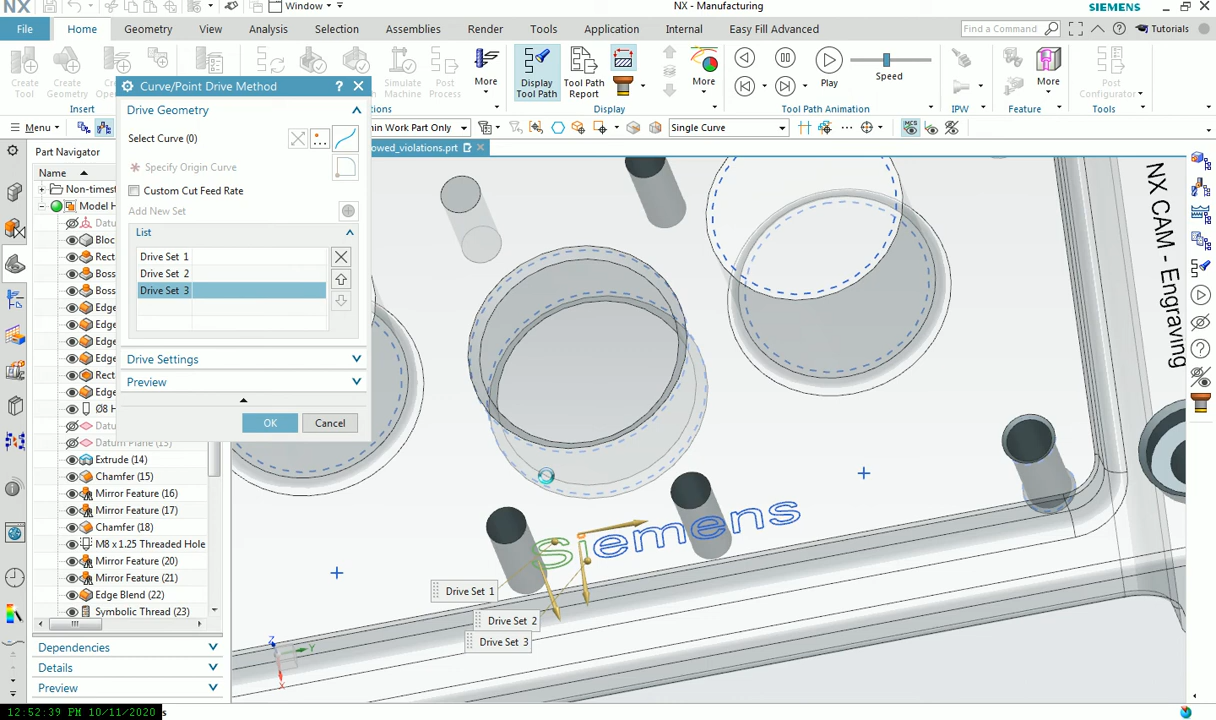 NX
Window
NX - Manufacturing
SIEMENS
File
Home
Geometry
View
Analysis
Selection
Assemblies
Render
Tools
Application
Internal
Easy Fill Advanced
Find a Command
Tutorials
Create Tool
Create Geometry
More
Display Tool Path
Tool Path Report
More
Play
Speed
More
Simulate Machine
Post Process
Post Configurator
Insert
Display
Tool Path Animation
IPW
Feature
Tools
Menu
in Work Part Only
Single Curve
Curve/Point Drive Method
Drive Geometry
Select Curve (0)
Specify Origin Curve
Custom Cut Feed Rate
Add New Set
List
Drive Set 1
Drive Set 2
Drive Set 3
Drive Settings
Preview
OK
Cancel
owed_violations.prt
Part Navigator
Name
Non-timest
Model H
Datu
Bloc
Rect
Boss
Boss
Edge
Edge
Edge
Edge
Rect
Edge
Ø8 H
Datum Plane (13)
Extrude (14)
Chamfer (15)
Mirror Feature (16)
Mirror Feature (17)
Chamfer (18)
M8 x 1.25 Threaded Hole
Mirror Feature (20)
Mirror Feature (21)
Edge Blend (22)
Symbolic Thread (23)
Dependencies
Details
Preview
NX CAM - Engraving
siemens
Drive Set 1
Drive Set 2
Drive Set 3
Z
Y
X
12:52:39 PM 10/11/2020